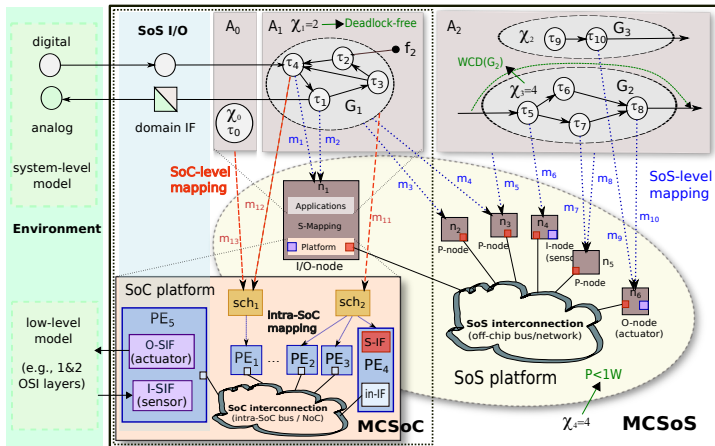 digital
analog
system-level
model
Environment
low-level
model
(e.g., 1&2
OSI layers)
SoS I/O
domain IF
A0
χ0
τ0
A1
χ1=2
Deadlock-free
f2
τ4
τ2
τ3
τ1
G1
A2
χ2
τ9
τ10
G3
WCD(G2)
χ3=4
τ5
τ6
τ7
τ8
G2
SoC-level
mapping
m1
m2
m3
m4
m5
m6
m7
m8
m9
m10
m11
m12
m13
SoS-level
mapping
n1
Applications
S-Mapping
Platform
I/O-node
n2
P-node
n3
P-node
n4
I-node
(senso
n5
P-node
n6
O-node
(actuator)
SoS interconnection
(off-chip bus/network)
SoS platform
P<1W
χ4=4
MCSoS
SoC platform
PE5
O-SIF
(actuator)
I-SIF
(sensor)
sch1
sch2
Intra-SoC
mapping
PE1
...
PE2
PE3
S-IF
PE4
in-IF
SoC interconnection
(intra-SoC bus / NoC)
MCSoC